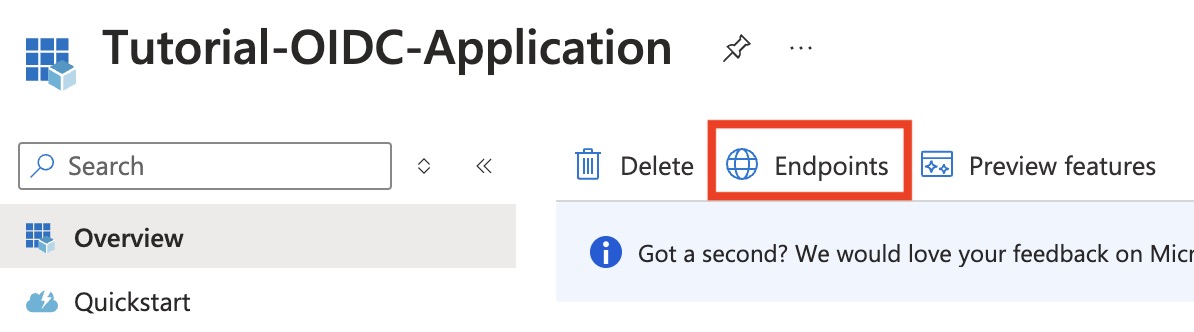 Tutorial-OIDC-Application
Search
Delete
Endpoints
Preview features
Overview
Got a second? We would love your feedback on Micr
Quickstart